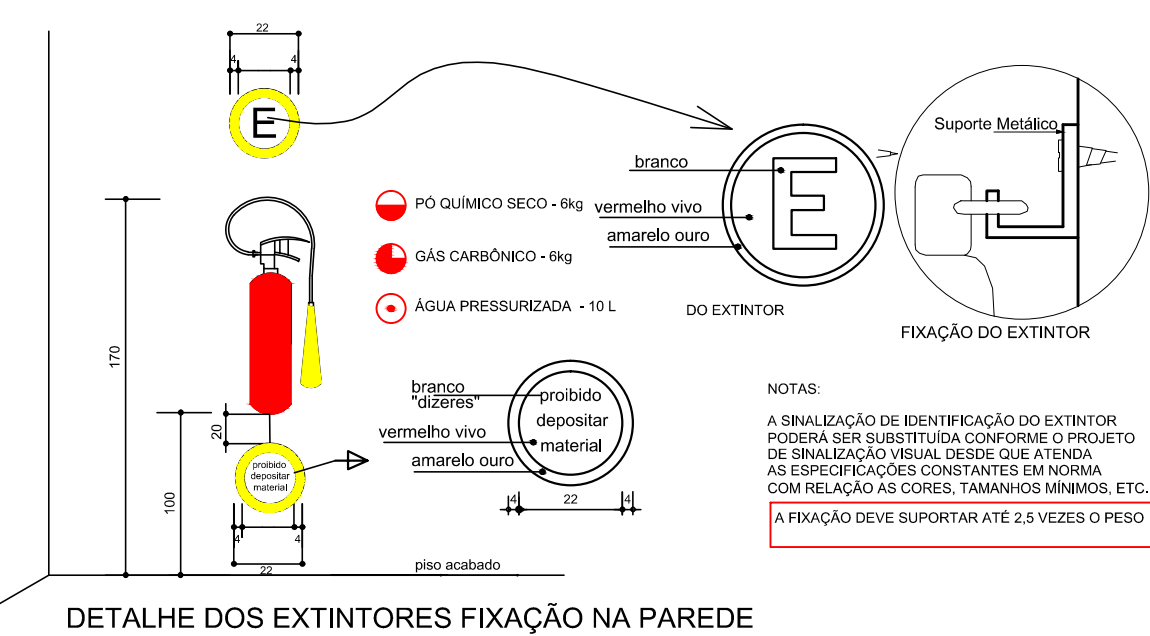 22
4
4
E
Suporte Metálico
branco
E
PÓ QUÍMICO SECO - 6kg
vermelho vivo
amarelo ouro
GÁS CARBÔNICO - 6kg
ÁGUA PRESSURIZADA - 10 L
DO EXTINTOR
FIXAÇÃO DO EXTINTOR
170
20
100
proibido
depositar
material
4
4
22
branco
"dizeres"
vermelho vivo
amarelo ouro
proibido
depositar
material
4
22
4
NOTAS:
A SINALIZAÇÃO DE IDENTIFICAÇÃO DO EXTINTOR
PODERÁ SER SUBSTITUÍDA CONFORME O PROJETO
DE SINALIZAÇÃO VISUAL DESDE QUE ATENDA
AS ESPECIFICAÇÕES CONSTANTES EM NORMA
COM RELAÇÃO AS CORES, TAMANHOS MÍNIMOS, ETC.
A FIXAÇÃO DEVE SUPORTAR ATÉ 2,5 VEZES O PESO
piso acabado
DETALHE DOS EXTINTORES FIXAÇÃO NA PAREDE